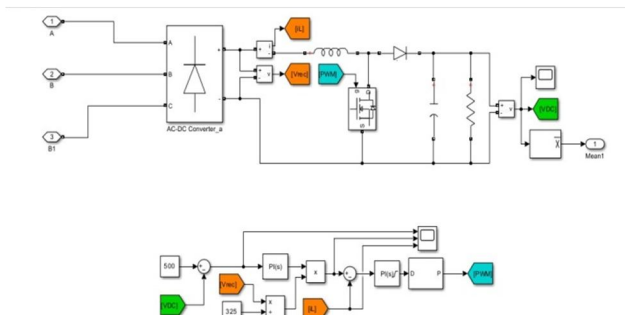 1
A
[IL]
A
[Vrec]
[PWM]
2
B
B
C
[VDC]
3
B1
AC-DC Converter_a
1
Mean1
500
PI(s)
x
PI(s)
D
P
[PWM]
[Vrec]
[VDC]
325
[IL]